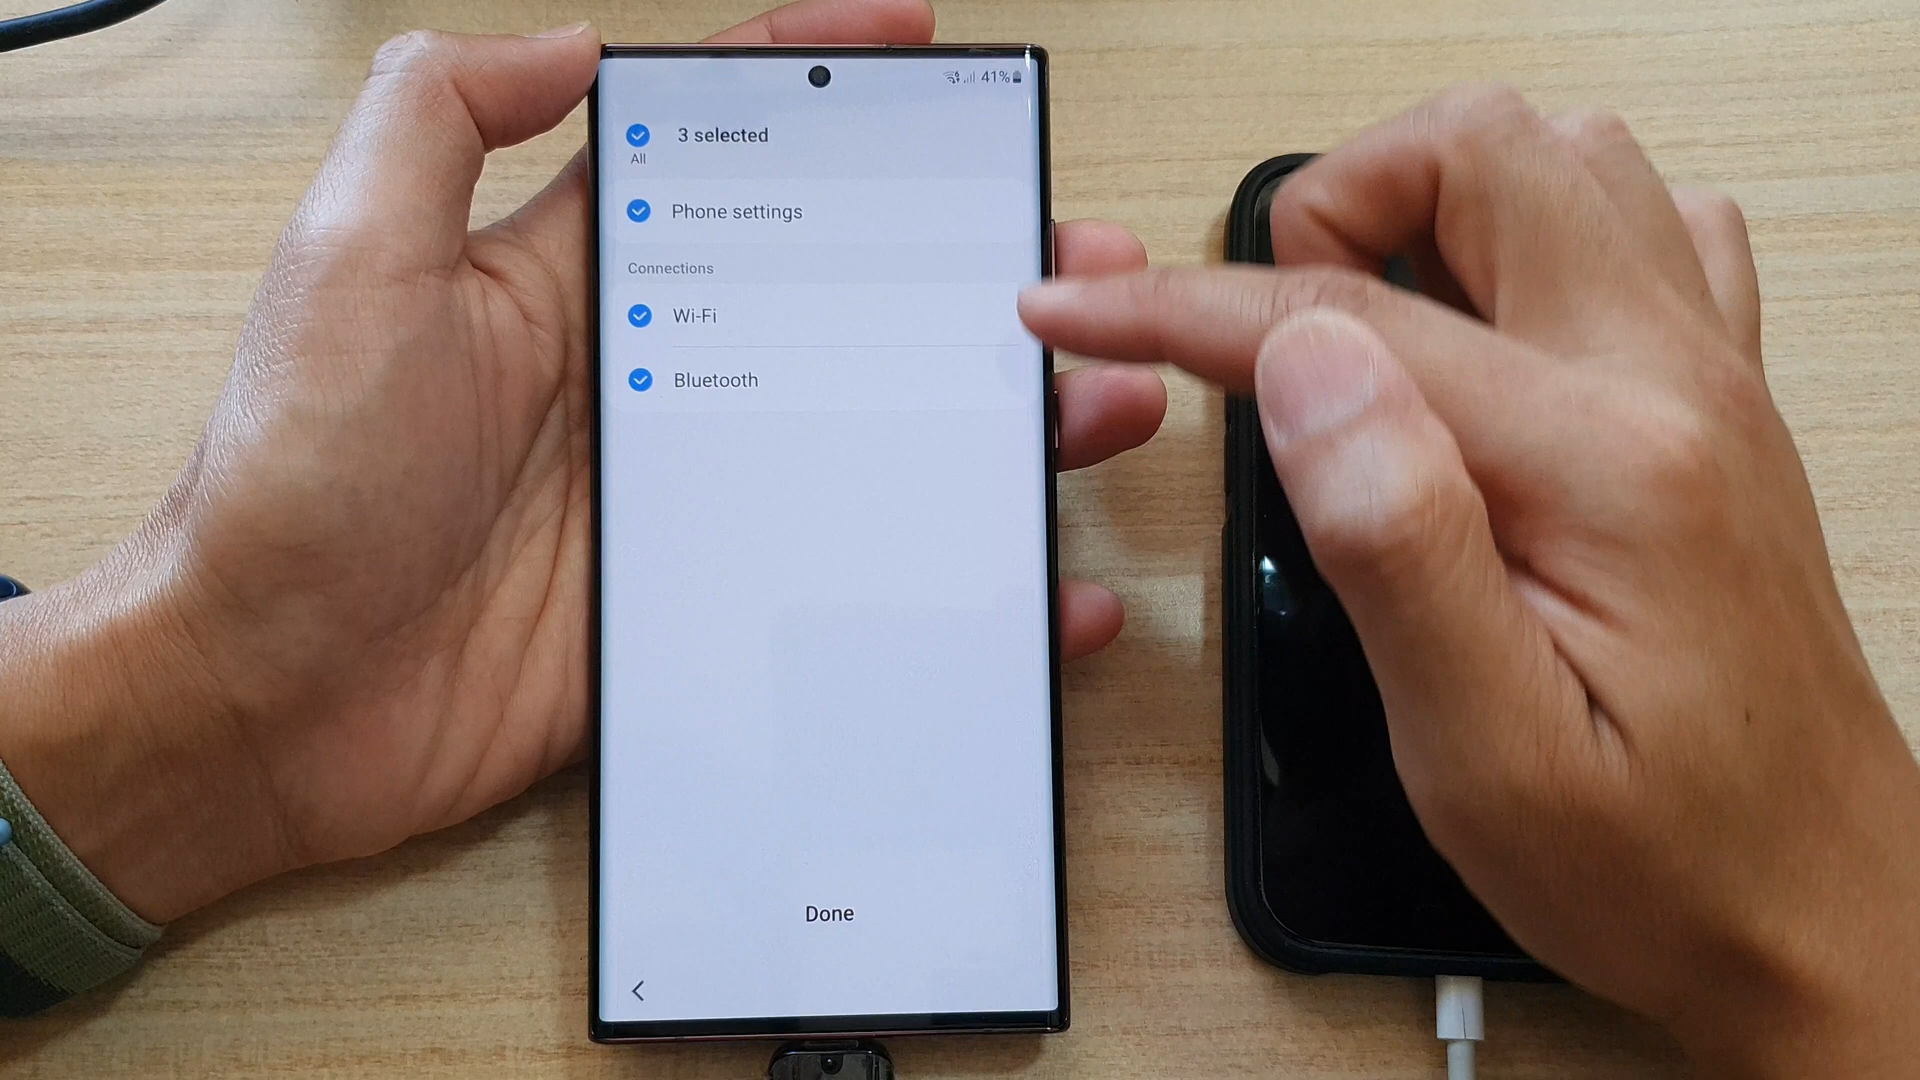 41%
3 selected
All
Phone settings
Connections
Wi-Fi
Bluetooth
Done